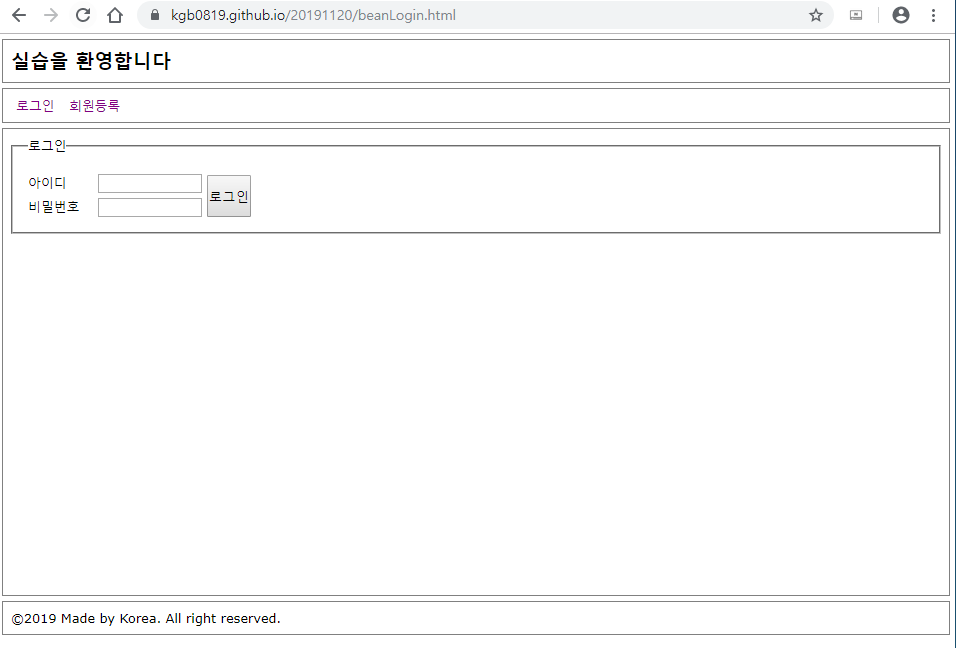 kgb0819.github.io/20191120/beanLogin.html
실습을 환영합니다
로그인 회원등록
로그인
아이디
로그인
비밀번호
©2019 Made by Korea. All right reserved.